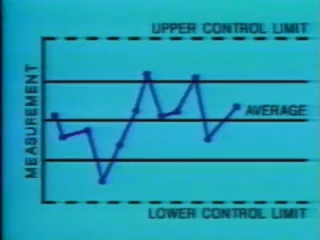 UPPER CONTROL LIMIT
MEASUREMENT
AVERAGE
LOWER CONTROL LIMIT